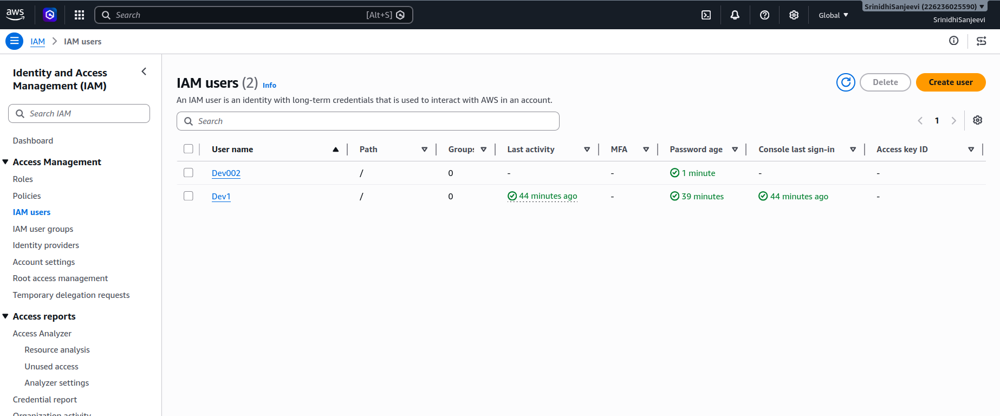 aws
Search [Alt+S]
Global
SrinidhiSanjeevi (226236025590)
SrinidhiSanjeevi
IAM
IAM users
Identity and Access
Management (IAM)
Search IAM
Dashboard
Access Management
Roles
Policies
IAM users
IAM user groups
Identity providers
Account settings
Root access management
Temporary delegation requests
Access reports
Access Analyzer
Resource analysis
Unused access
Analyzer settings
Credential report
Organization activity
IAM users (2) Info
Delete
Create user
An IAM user is an identity with long-term credentials that is used to interact with AWS in an account.
Search
1
User name Path Groups Last activity MFA Password age Console last sign-in Access key ID
Dev002 / 0 - - 1 minute - -
Dev1 / 0 44 minutes ago - 39 minutes 44 minutes ago -